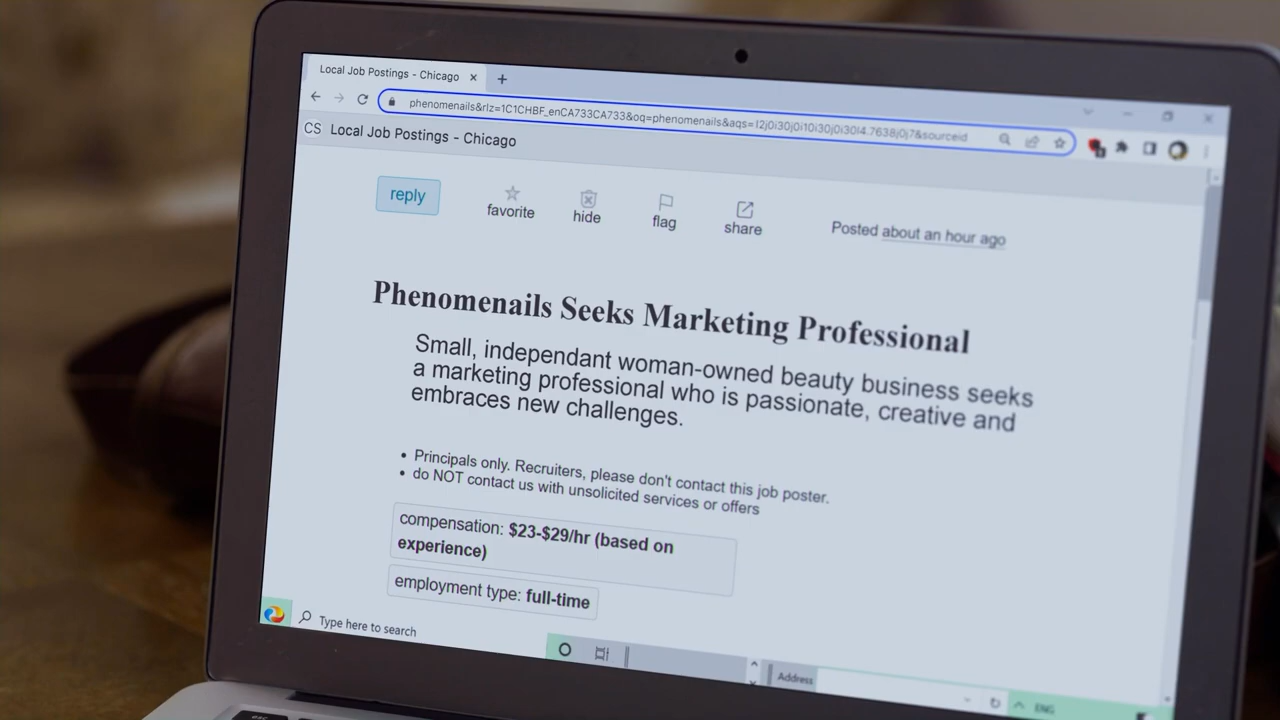 Local Job Postings - Chicago
phenomenails&rlz=1C1CHBF_enCA733CA733&oq=phenomenails&aqs=
CS Local Job Postings - Chicago
reply
favorite
hide
flag
share
Posted about an hour ago
Phenomenails Seeks Marketing Professional
Small, independant woman-owned beauty business seeks
a marketing professional who is passionate, creative and
embraces new challenges.
• Principals only. Recruiters, please don't contact this job poster.
• do NOT contact us with unsolicited services or offers
compensation: $23-$29/hr (based on
experience)
employment type: full-time
Type here to search
Address
ENG
esc